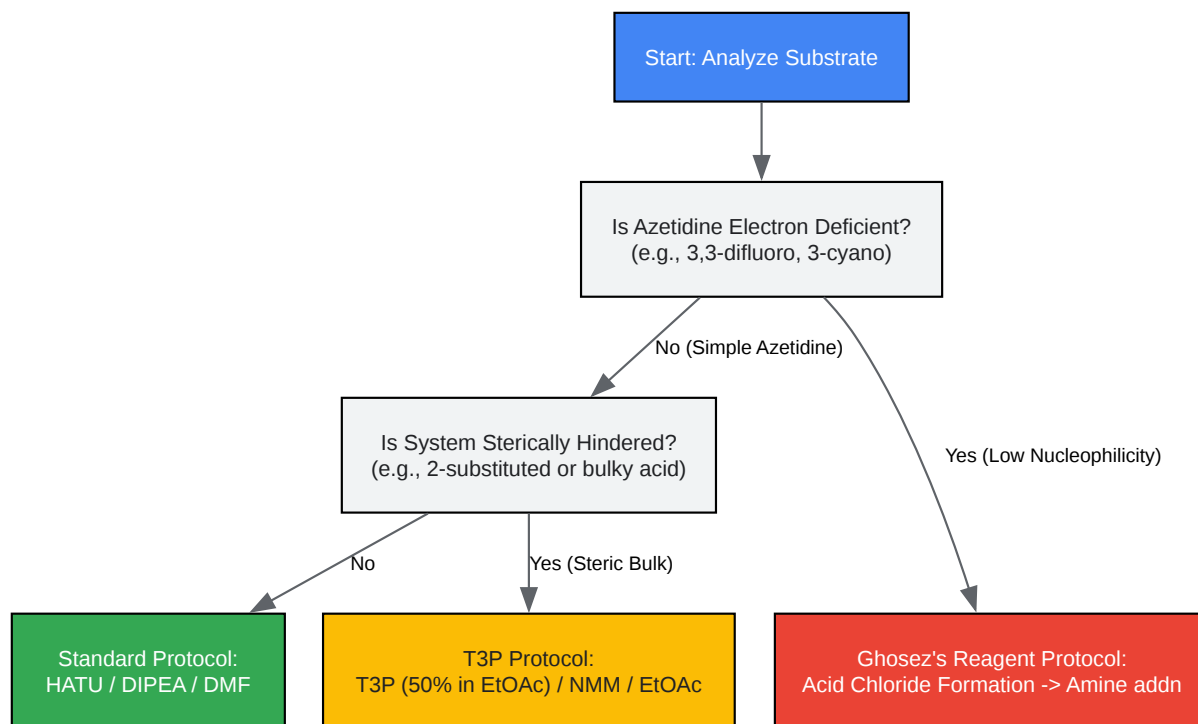 Start: Analyze Substrate
Is Azetidine Electron Deficient?
(e.g., 3,3-difluoro, 3-cyano)
No (Simple Azetidine)
Is System Sterically Hindered?
(e.g., 2-substituted or bulky acid)
Yes (Low Nucleophilicity)
No
Yes (Steric Bulk)
Standard Protocol:
HATU / DIPEA / DMF
T3P Protocol:
T3P (50% in EtOAc) / NMM / EtOAc
Ghosez's Reagent Protocol:
Acid Chloride Formation -> Amine addn